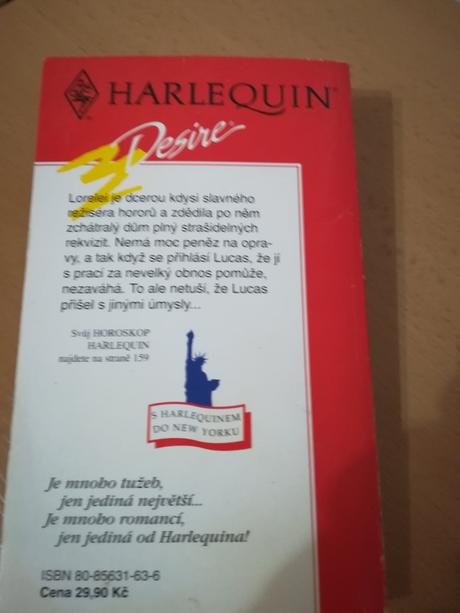 HARLEQUIN
Desire
3
Lorelei je dcerou kdysi slavného
režiséra hororů a zdědila po něm
zchátralý dům plný strašidelných
rekvizit. Nemá moc peněz na opra-
vy, a tak když se přihlásí Lucas, že jí
s prací za nevelký obnos pomůže,
nezaváhá. To ale netuší, že Lucas
přišel s jinými úmysly...
Svůj HOROSKOP
HARLEQUIN
najdete na straně 159
S HARLEQUINEM
DO NEW YORKU
Je mnoho tužeb,
jen jediná největší...
Je mnoho romancí,
jen jediná od Harlequina!
ISBN 80-85631-63-6
Cena 29,90 Kč